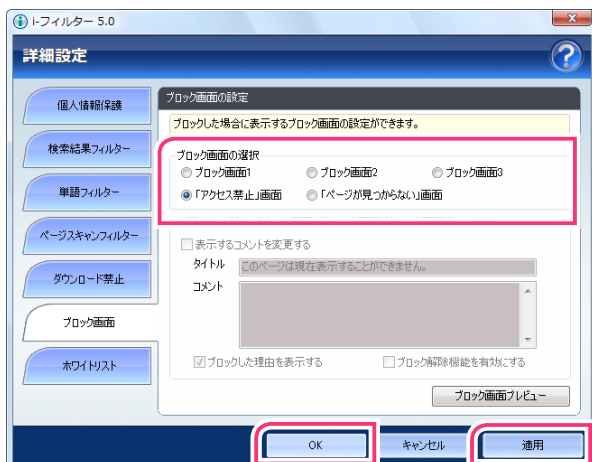 i-フィルター 5.0
詳細設定
?
個人情報保護
検索結果フィルター
単語フィルター
ページスキャンフィルター
ダウンロード禁止
ブロック画面
ホワイトリスト
ブロック画面の設定
ブロックした場合に表示するブロック画面の設定ができます。
ブロック画面の選択
ブロック画面1 ブロック画面2 ブロック画面3
「アクセス禁止」画面 「ページが見つからない」画面
表示するコメントを変更する
タイトル このページは現在表示することができません。
コメント
ブロックした理由を表示する ブロック解除機能を有効にする
ブロック画面プレビュー
OK キャンセル 適用